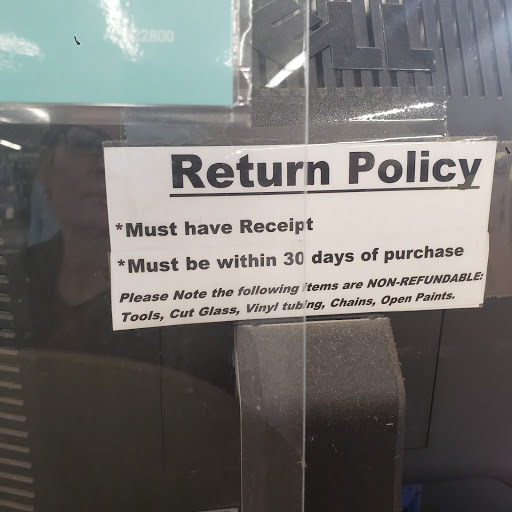 Return Policy
*Must have Receipt
*Must be within 30 days of purchase
Please Note the following items are NON-REFUNDABLE:
Tools, Cut Glass, Vinyl tubing, Chains, Open Paints.